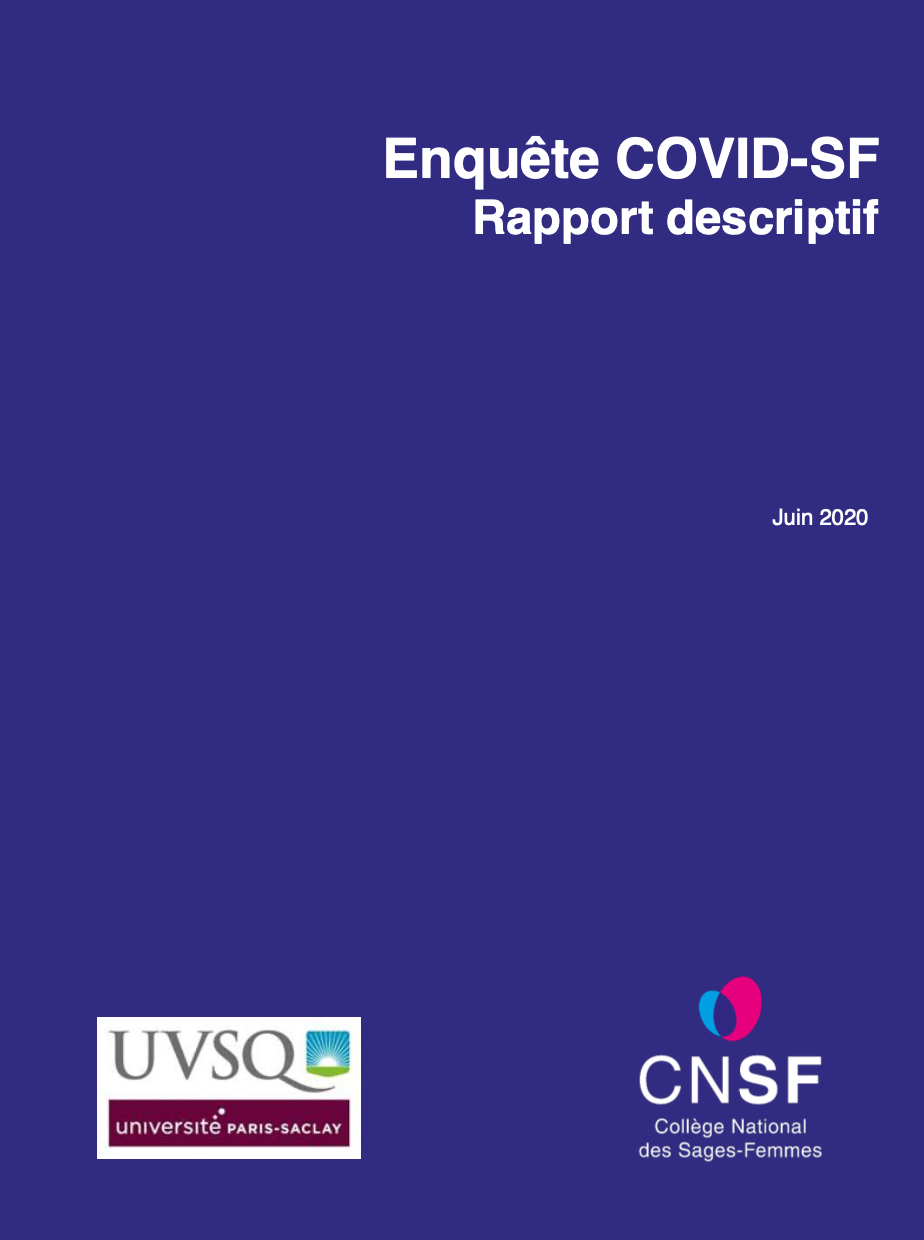 Enquête COVID-SF
Rapport descriptif
Juin 2020
UVSQ
université PARIS-SACLAY
CNSF
Collège National
des Sages-Femmes